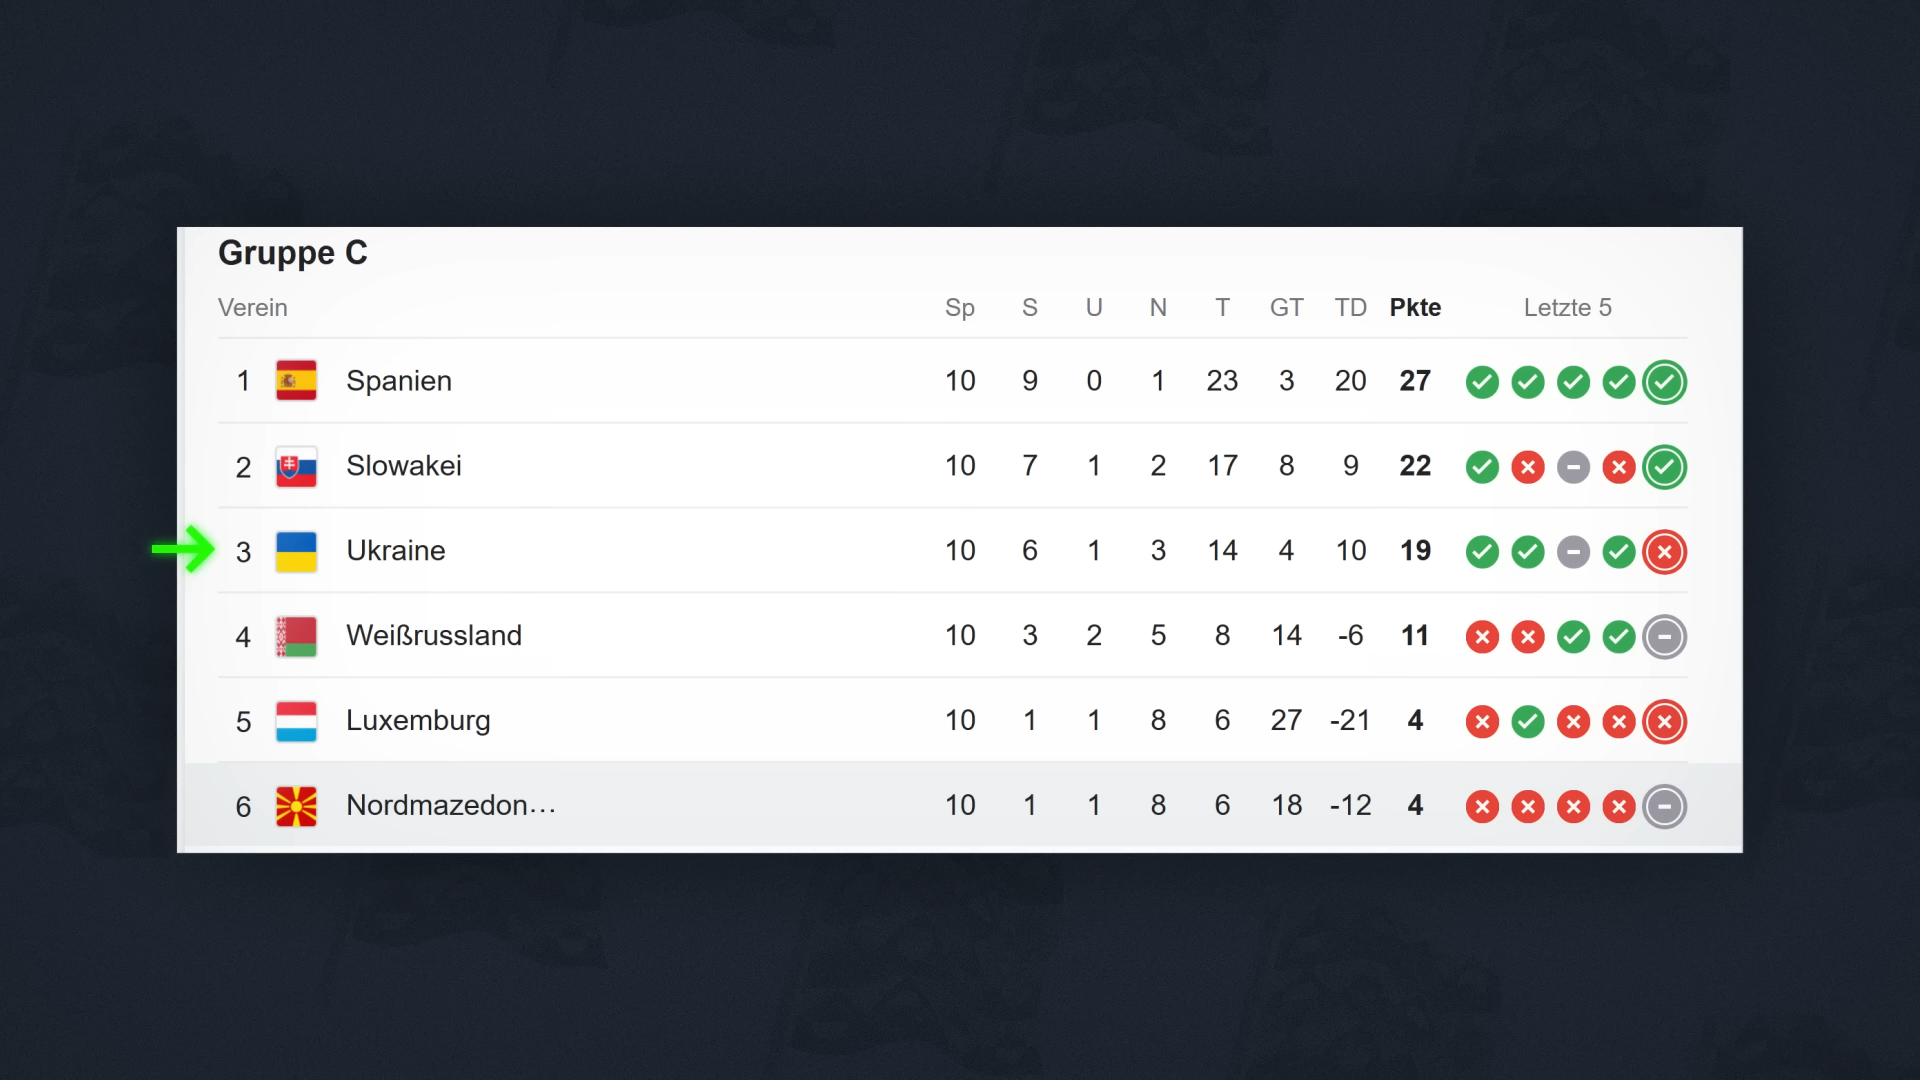 Gruppe C
Verein Sp S U N T GT TD Pkte Letzte 5
1 Spanien 10 9 0 1 23 3 20 27
2 Slowakei 10 7 1 2 17 8 9 22
3 Ukraine 10 6 1 3 14 4 10 19
4 Weißrussland 10 3 2 5 8 14 -6 11
5 Luxemburg 10 1 1 8 6 27 -21 4
6 Nordmazedon... 10 1 1 8 6 18 -12 4